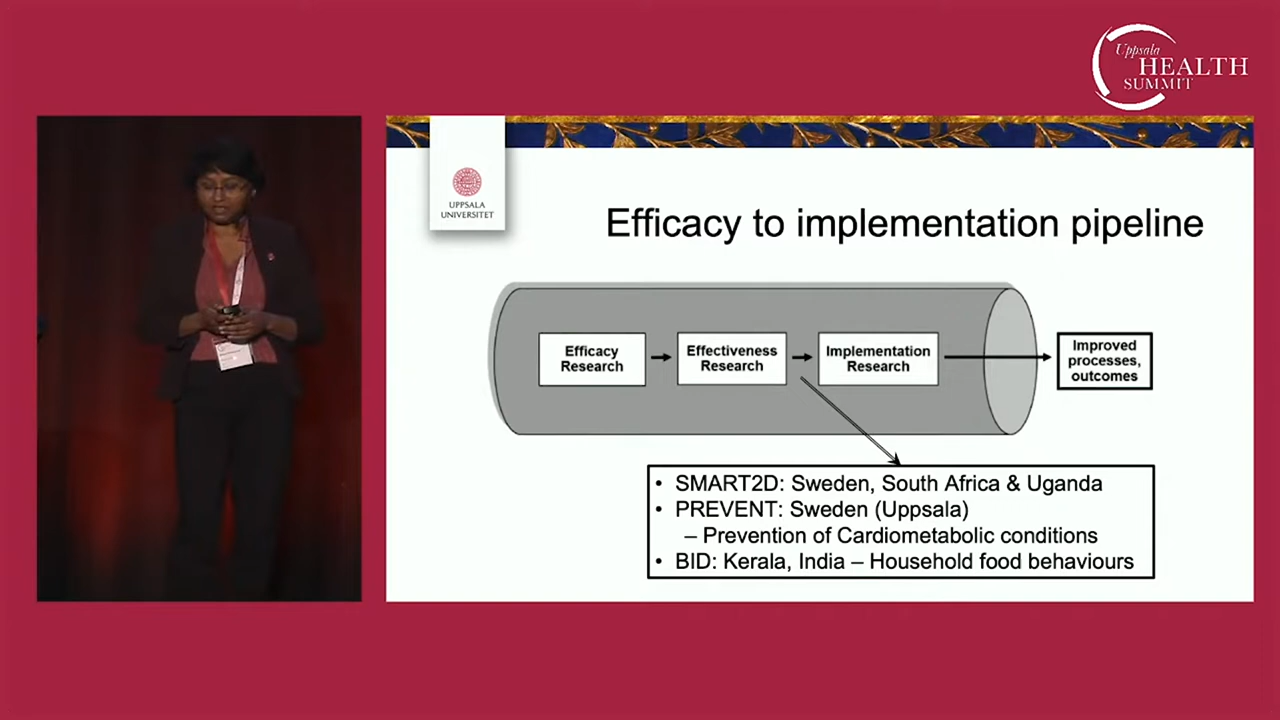 Uppsala
HEALTH
SUMMIT
UPPSALA
UNIVERSITET
Efficacy to implementation pipeline
Efficacy
Research
Effectiveness
Research
Implementation
Research
Improved
processes,
outcomes
• SMART2D: Sweden, South Africa & Uganda
• PREVENT: Sweden (Uppsala)
– Prevention of Cardiometabolic conditions
• BID: Kerala, India – Household food behaviours